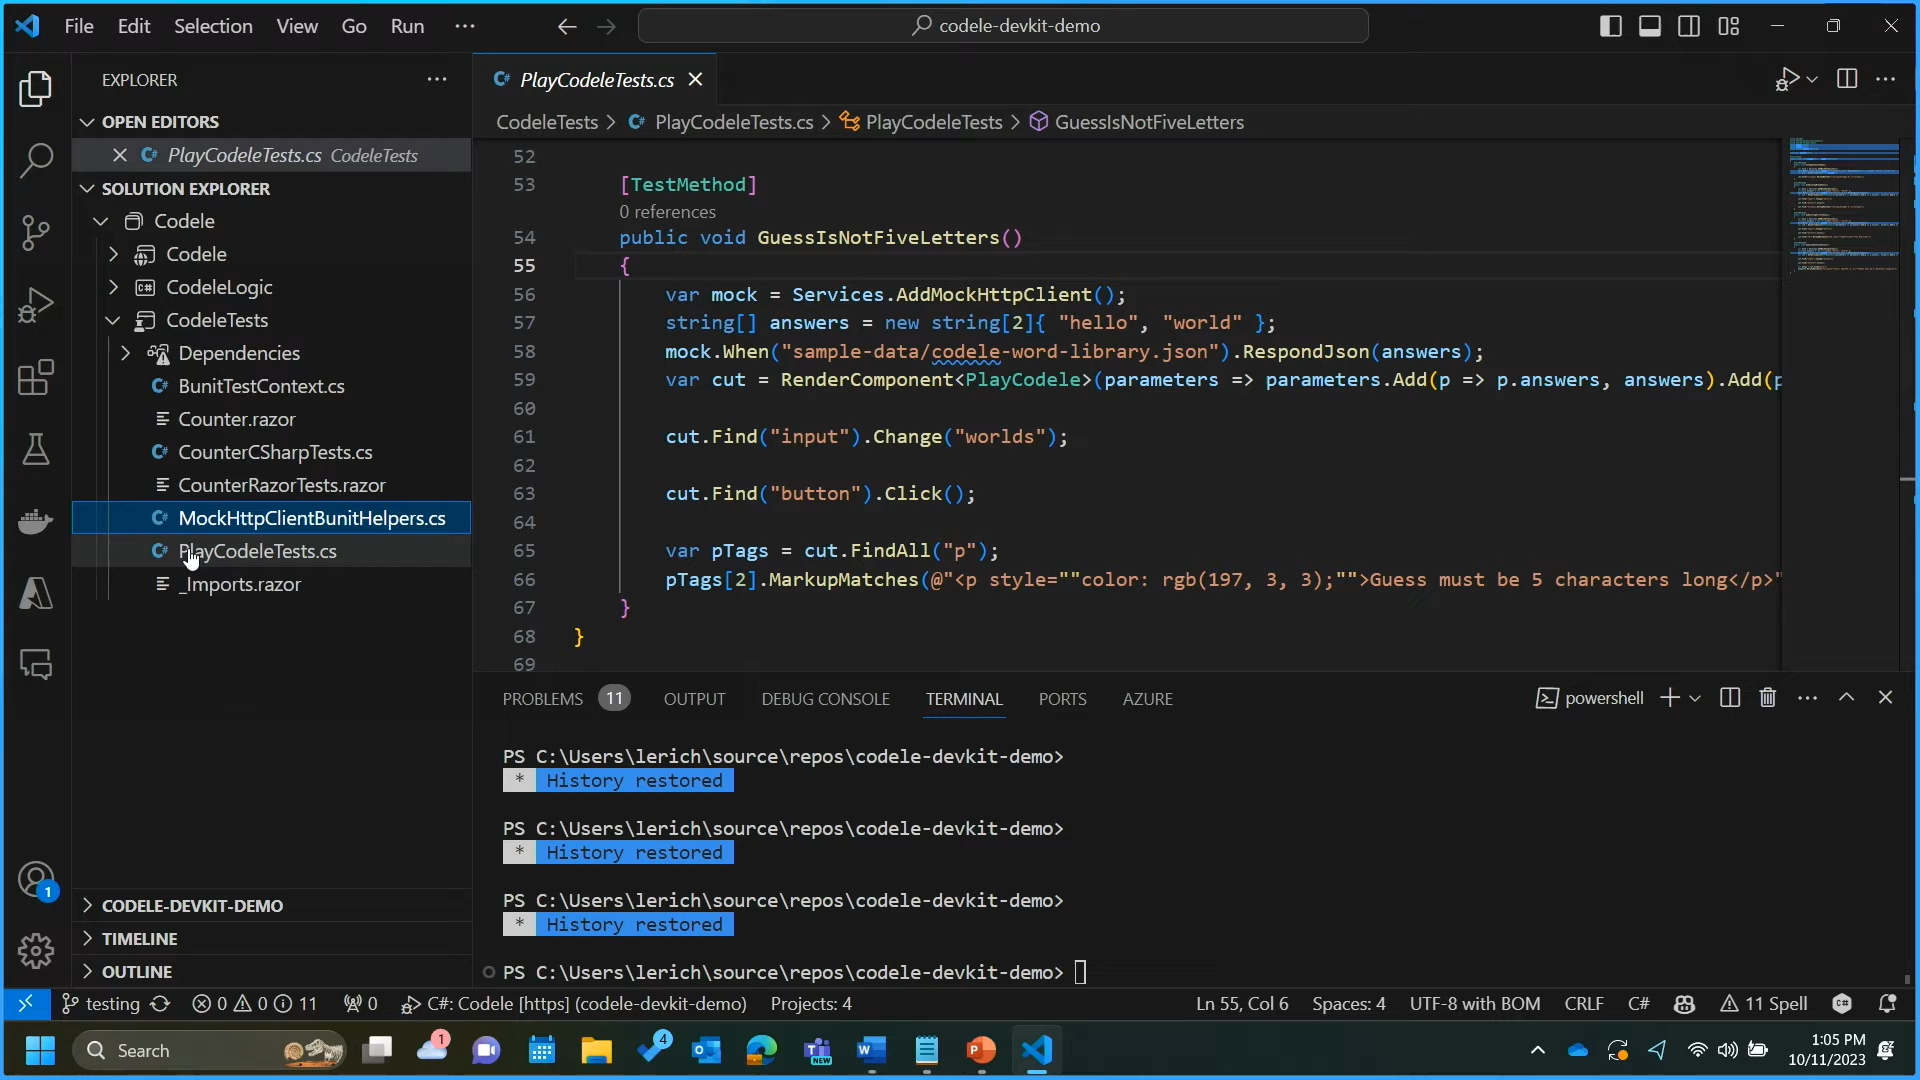 File Edit Selection View Go Run ··· codele-devkit-demo
EXPLORER ···
OPEN EDITORS
PlayCodeleTests.cs CodeleTests
SOLUTION EXPLORER
Codele
Codele
CodeleLogic
CodeleTests
Dependencies
BunitTestContext.cs
Counter.razor
CounterCSharpTests.cs
CounterRazorTests.razor
MockHttpClientBunitHelpers.cs
PlayCodeleTests.cs
_Imports.razor
CODELE-DEVKIT-DEMO
TIMELINE
OUTLINE
PlayCodeleTests.cs
CodeleTests > PlayCodeleTests.cs > PlayCodeleTests > GuessIsNotFiveLetters
52
53 [TestMethod]
0 references
54 public void GuessIsNotFiveLetters()
55 {
56 var mock = Services.AddMockHttpClient();
57 string[] answers = new string[2]{ "hello", "world" };
58 mock.When("sample-data/codele-word-library.json").RespondJson(answers);
59 var cut = RenderComponent<PlayCodele>(parameters => parameters.Add(p => p.answers, answers).Add(p
60
61 cut.Find("input").Change("worlds");
62
63 cut.Find("button").Click();
64
65 var pTags = cut.FindAll("p");
66 pTags[2].MarkupMatches(@"<p style=""color: rgb(197, 3, 3);"">Guess must be 5 characters long</p>"
67 }
68 }
69
PROBLEMS 11 OUTPUT DEBUG CONSOLE TERMINAL PORTS AZURE powershell
PS C:\Users\lerich\source\repos\codele-devkit-demo>
* History restored
PS C:\Users\lerich\source\repos\codele-devkit-demo>
* History restored
PS C:\Users\lerich\source\repos\codele-devkit-demo>
* History restored
PS C:\Users\lerich\source\repos\codele-devkit-demo>
1
testing 0 0 11 0 C#: Codele [https] (codele-devkit-demo) Projects: 4 Ln 55, Col 6 Spaces: 4 UTF-8 with BOM CRLF C# 11 Spell
Search 1 4 NEW 1:05 PM
10/11/2023